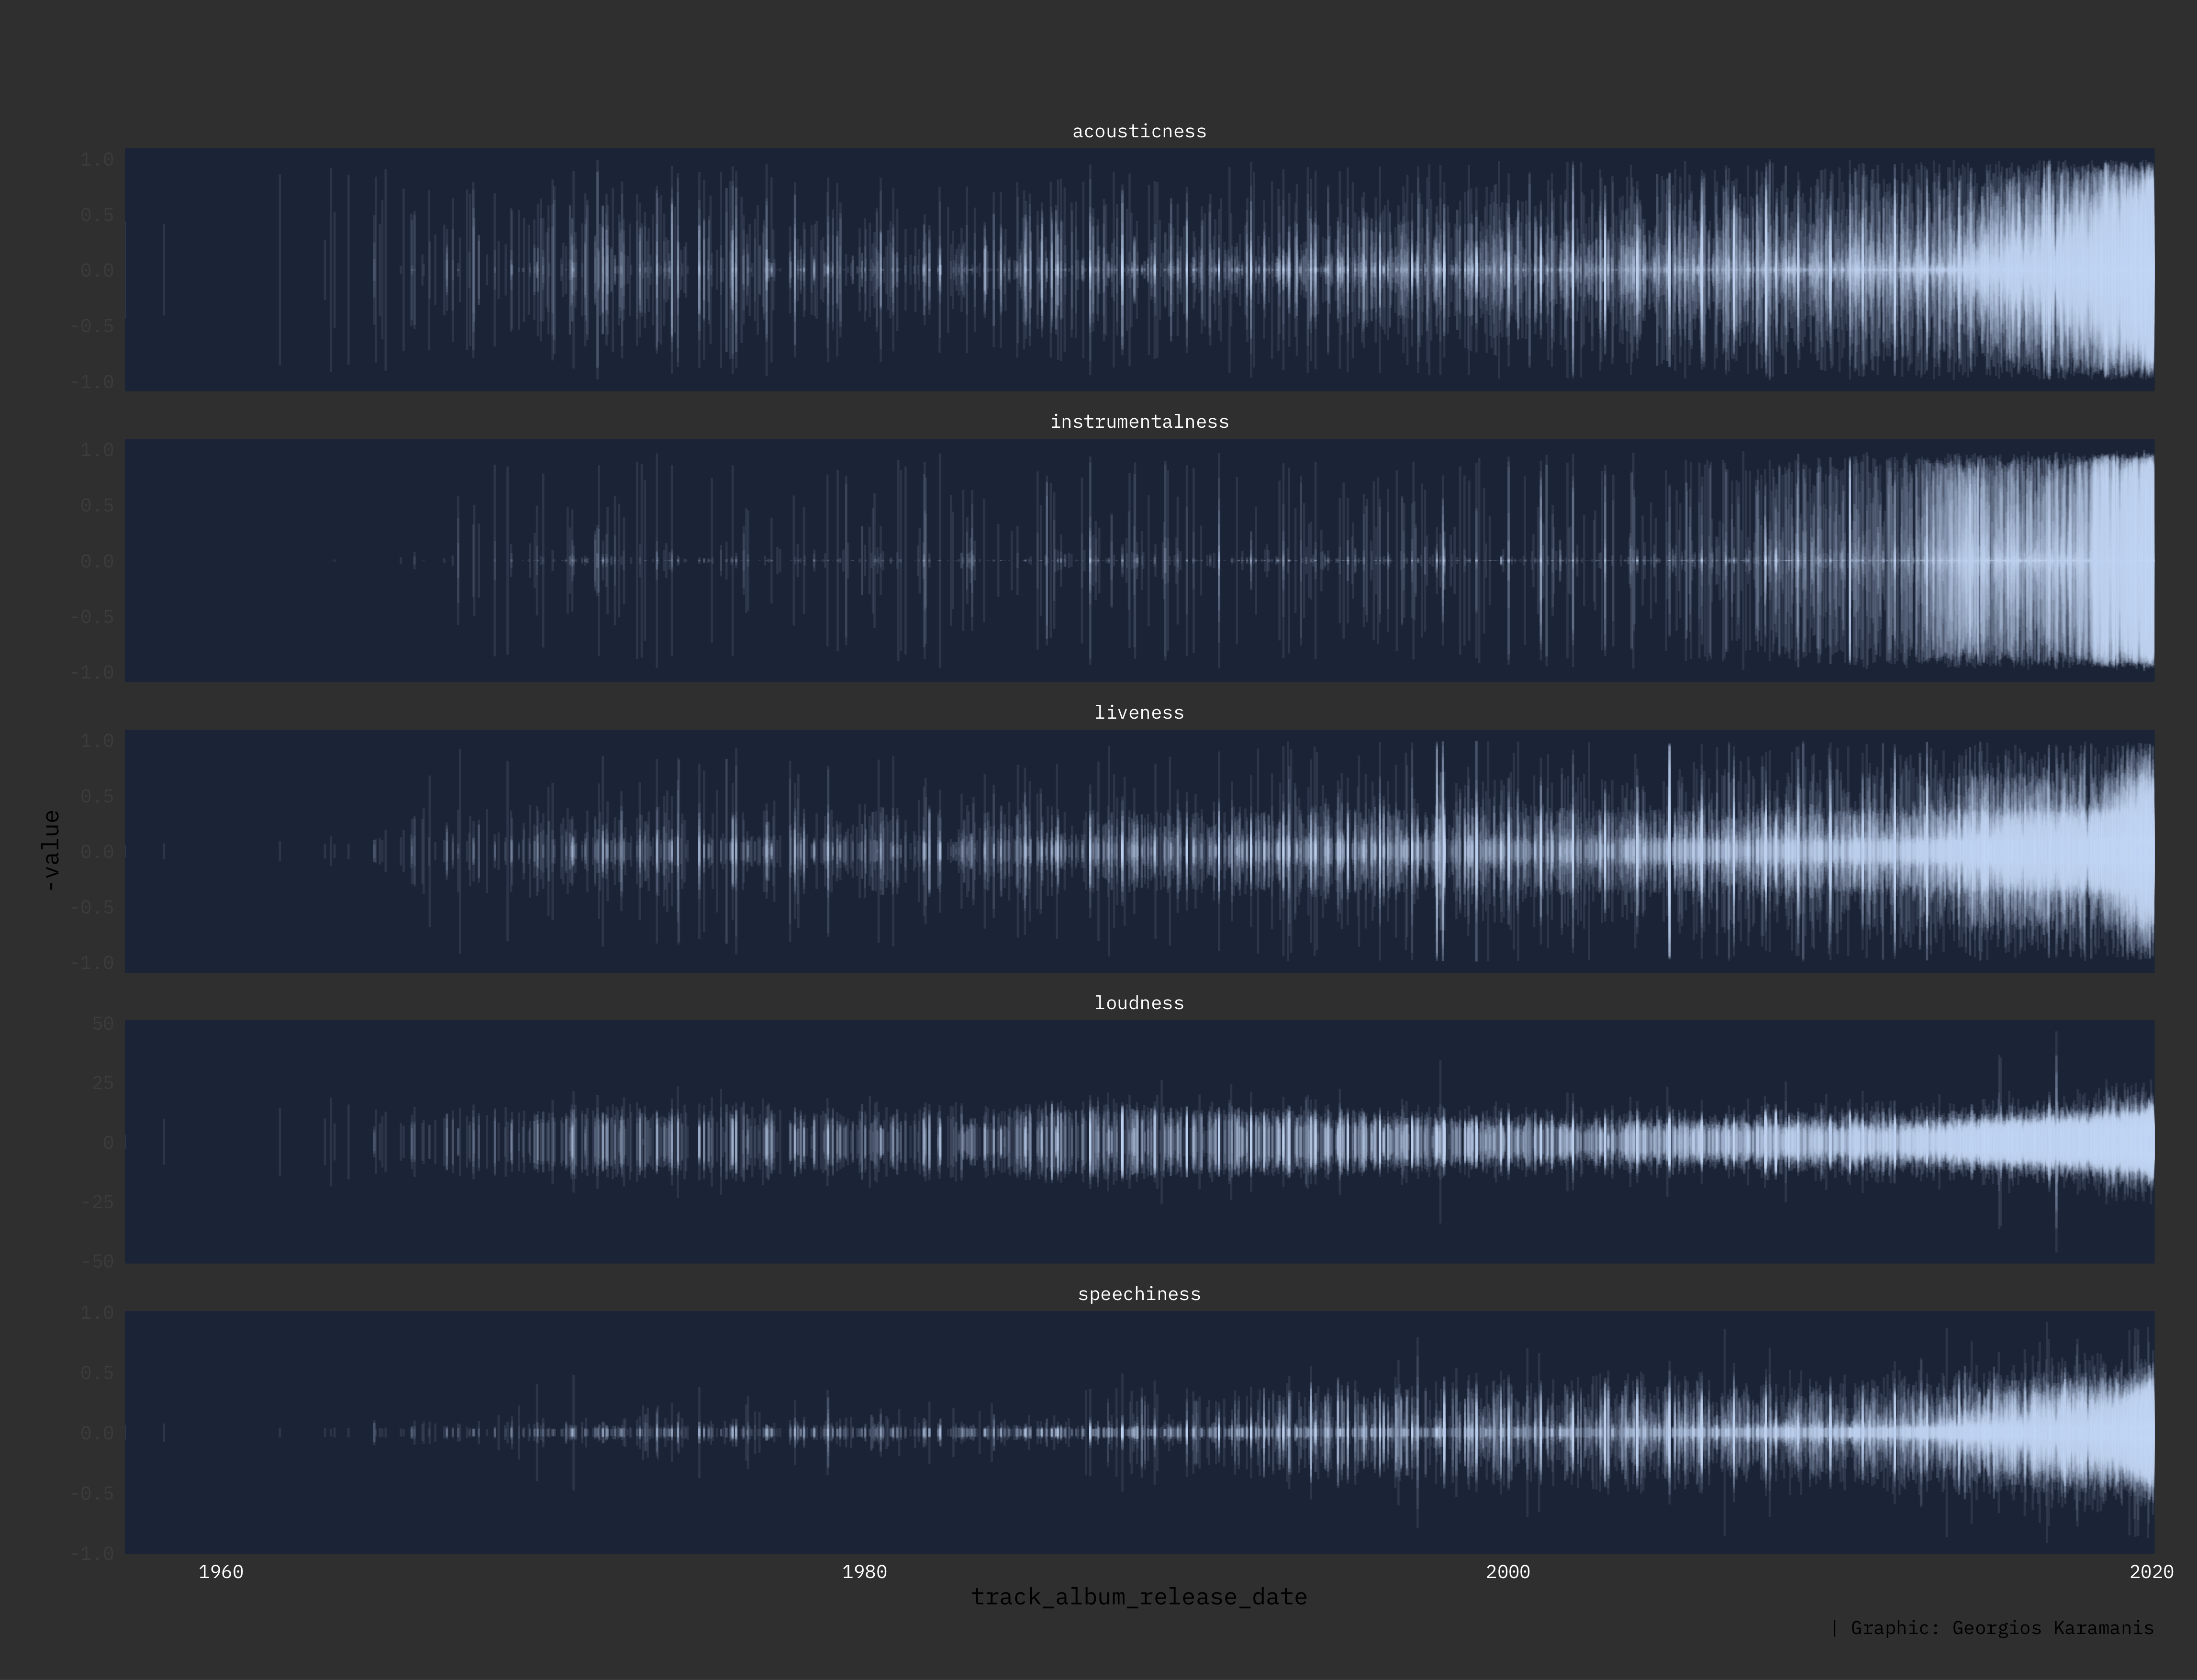 acousticness
1.0
0.5
0.0
-0.5
-1.0
instrumentalness
1.0
0.5
0.0
-0.5
-1.0
liveness
1.0
0.5
0.0
-0.5
-1.0
-value
loudness
50
25
0
-25
-50
speechiness
1.0
0.5
0.0
-0.5
-1.0
1960 1980 2000 2020
track_album_release_date
| Graphic: Georgios Karamanis